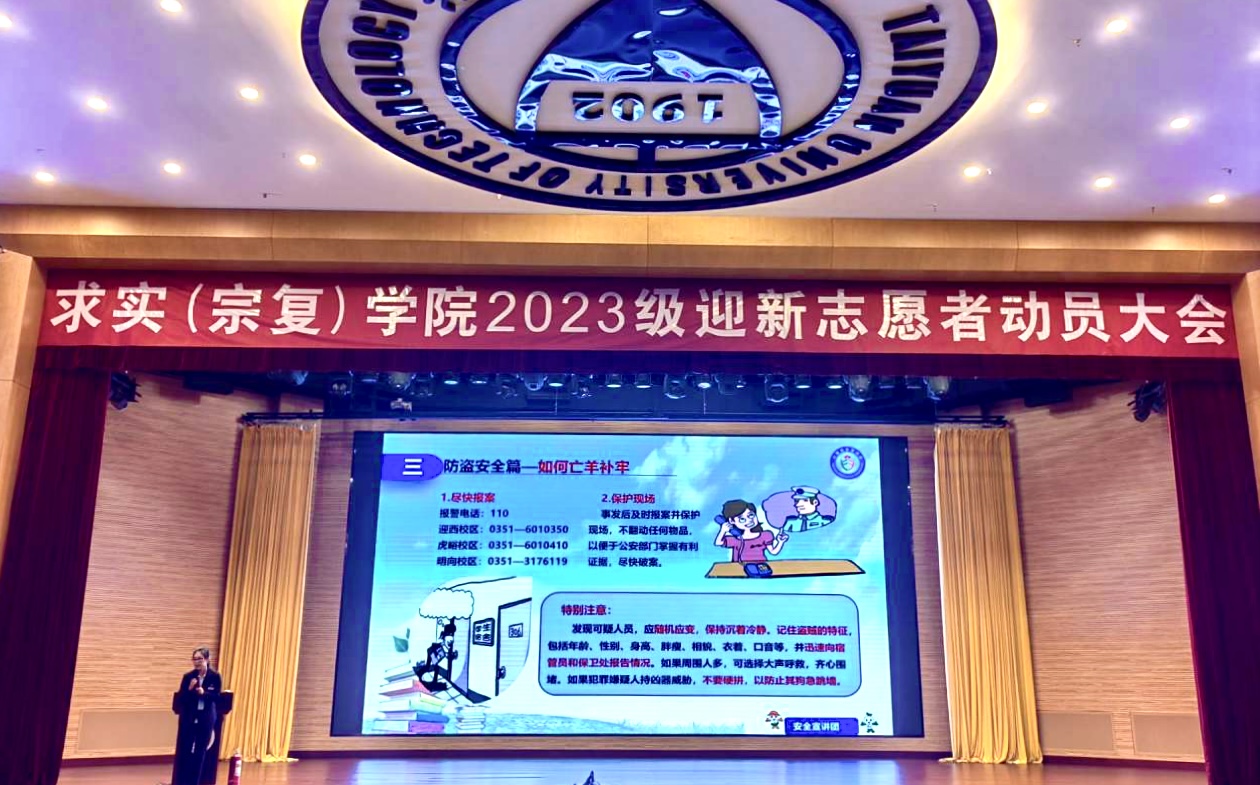 TAIYUAN UNIVERSITY OF TECHNOLOGY
1902
求实(宗复)学院2023级迎新志愿者动员大会
三 防盗安全篇—如何亡羊补牢
1.尽快报案
报警电话：110
迎西校区：0351—6010350
虎峪校区：0351—6010410
明向校区：0351—3176119
2.保护现场
事发后及时报案并保护
现场，不翻动任何物品，
以便于公安部门掌握有利
证据，尽快破案。
学生宿舍
特别注意：
发现可疑人员，应随机应变，保持沉着冷静。记住盗贼的特征，
包括年龄、性别、身高、胖瘦、相貌、衣着、口音等，并迅速向宿
管员和保卫处报告情况。如果周围人多，可选择大声呼救，齐心围
堵。如果犯罪嫌疑人持凶器威胁，不要硬拼，以防止其狗急跳墙。
安全宣讲团